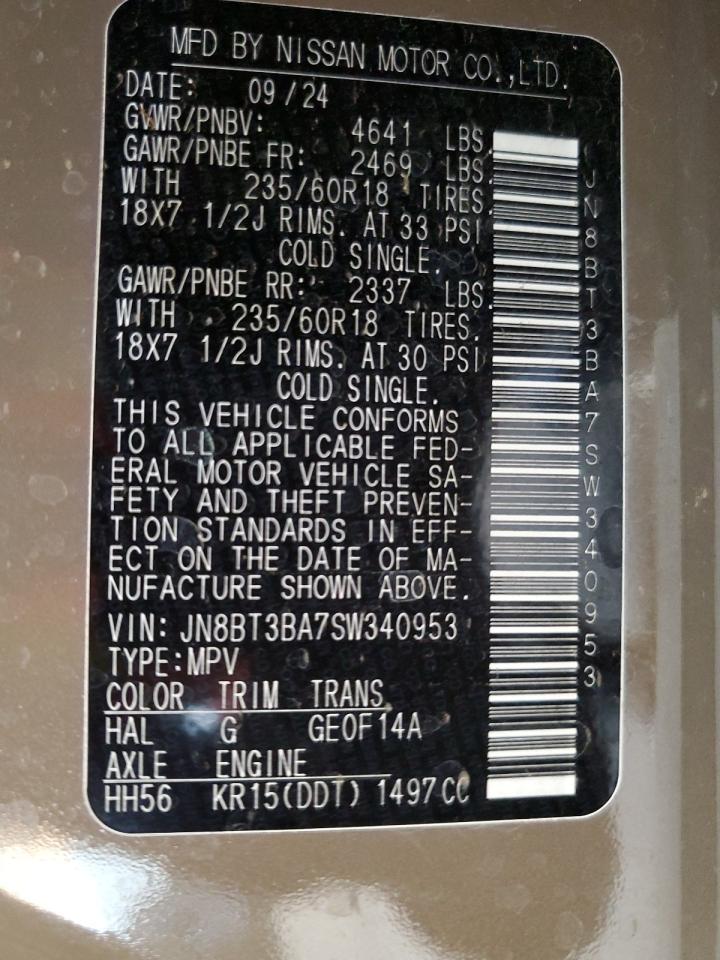 MFD BY NISSAN MOTOR CO.,LTD.
DATE: 09/24
GVWR/PNBV: 4641 LBS.
GAWR/PNBE FR: 2469 LBS.
WITH 235/60R18 TIRES.
18X7 1/2J RIMS. AT 33 PSI
COLD SINGLE.
GAWR/PNBE RR: 2337 LBS.
WITH 235/60R18 TIRES.
18X7 1/2J RIMS. AT 30 PSI
COLD SINGLE.
THIS VEHICLE CONFORMS
TO ALL APPLICABLE FED-
ERAL MOTOR VEHICLE SA-
FETY AND THEFT PREVEN-
TION STANDARDS IN EFF-
ECT ON THE DATE OF MA-
NUFACTURE SHOWN ABOVE.
VIN: JN8BT3BA7SW340953
TYPE:MPV
COLOR TRIM TRANS
HAL G GE0F14A
AXLE ENGINE
HH56 KR15(DDT) 1497CC
JN8BT3BA7SW340953